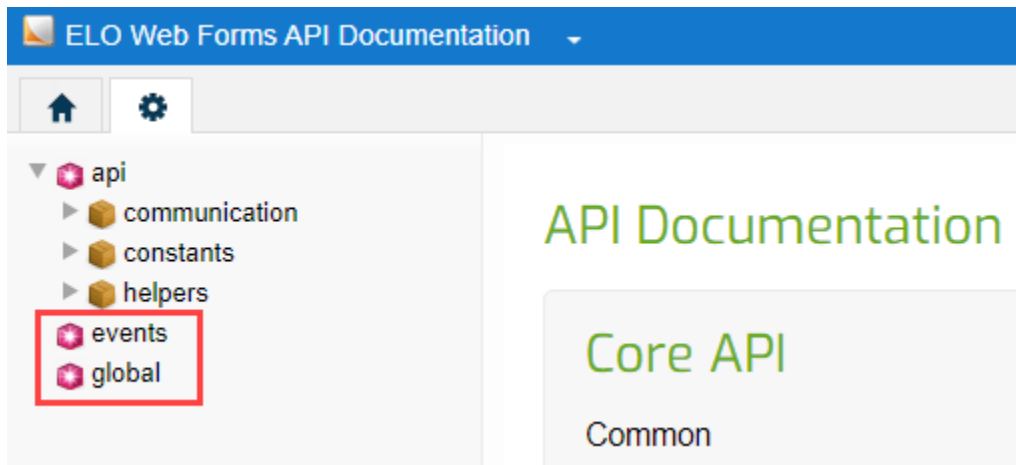 ELO Web Forms API Documentation
api
communication
constants
helpers
events
global
API Documentation
Core API
Common